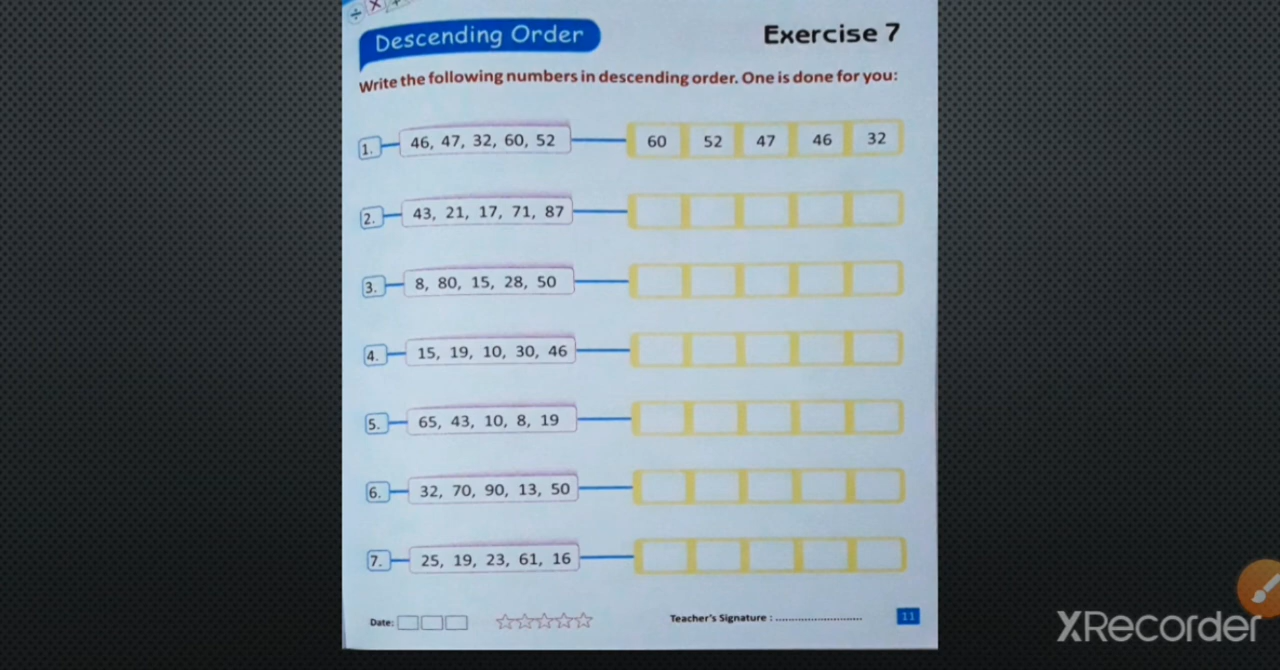 ÷ ×
Descending Order
Exercise 7
Write the following numbers in descending order. One is done for you:
1. 46, 47, 32, 60, 52 60 52 47 46 32
2. 43, 21, 17, 71, 87
3. 8, 80, 15, 28, 50
4. 15, 19, 10, 30, 46
5. 65, 43, 10, 8, 19
6. 32, 70, 90, 13, 50
7. 25, 19, 23, 61, 16
Date: Teacher's Signature : ........................... 11
XRecorder